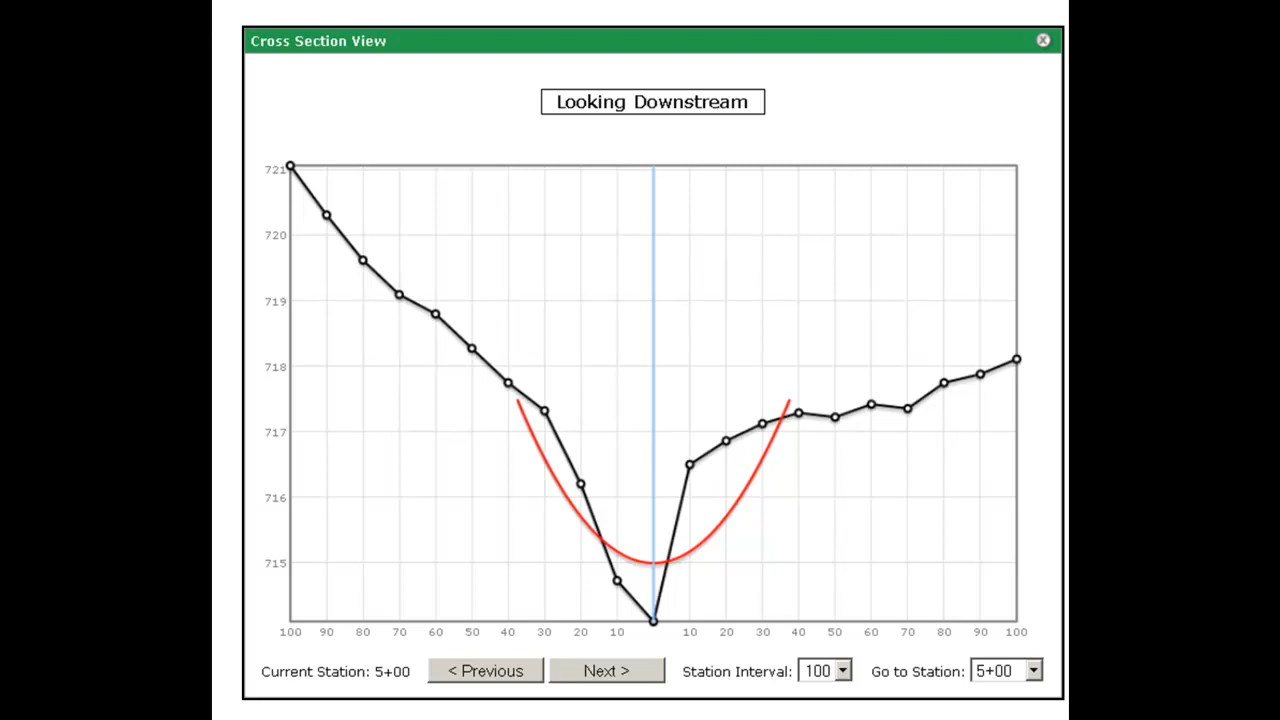 Cross Section View
Looking Downstream
721
720
719
718
717
716
715
100 90 80 70 60 50 40 30 20 10 10 20 30 40 50 60 70 80 90 100
Current Station: 5+00 < Previous Next > Station Interval: 100 Go to Station: 5+00